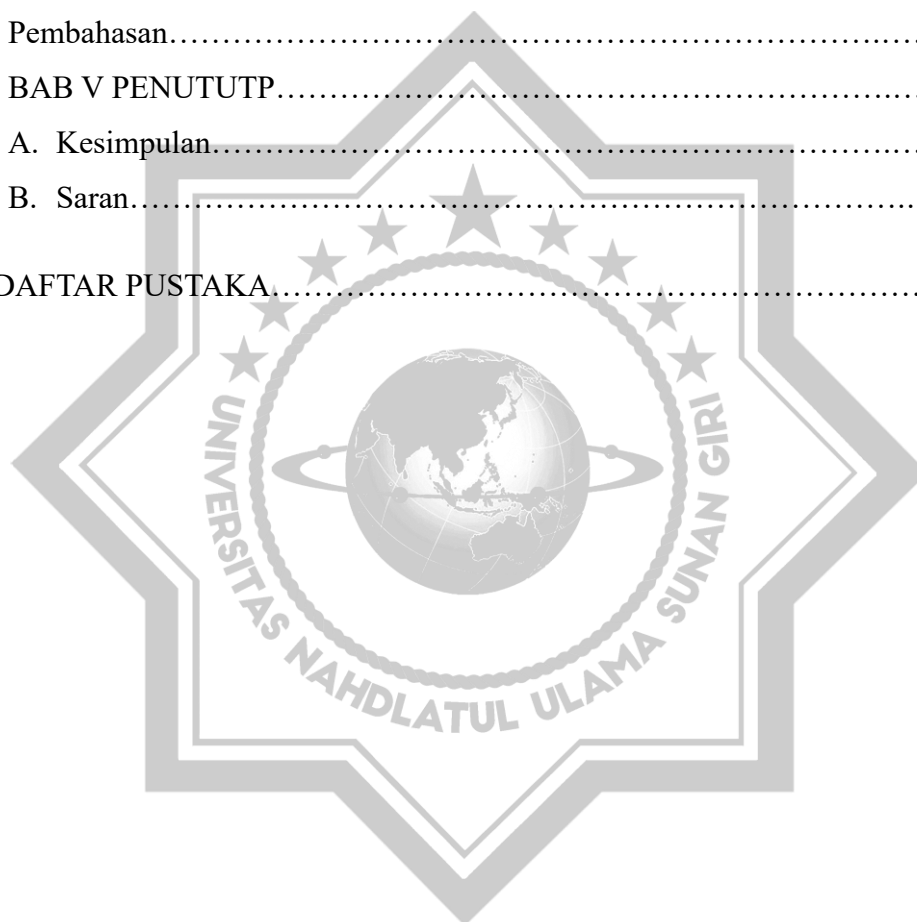 Pembahasan……………………………………………………………….…
BAB V PENUTUTP……………………………………………………….…
A. Kesimpulan……………………………………………………………….…
B. Saran……………………………………………………………………….…
DAFTAR PUSTAKA……………………………………………………………
UNIVERSITAS NAHDLATUL ULAMA SUNAN GIRI